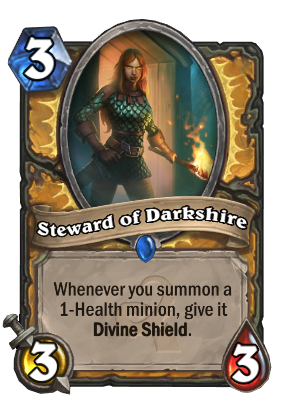 3
Steward of Darkshire
Whenever you summon a
1-Health minion, give it
Divine Shield.
3
3